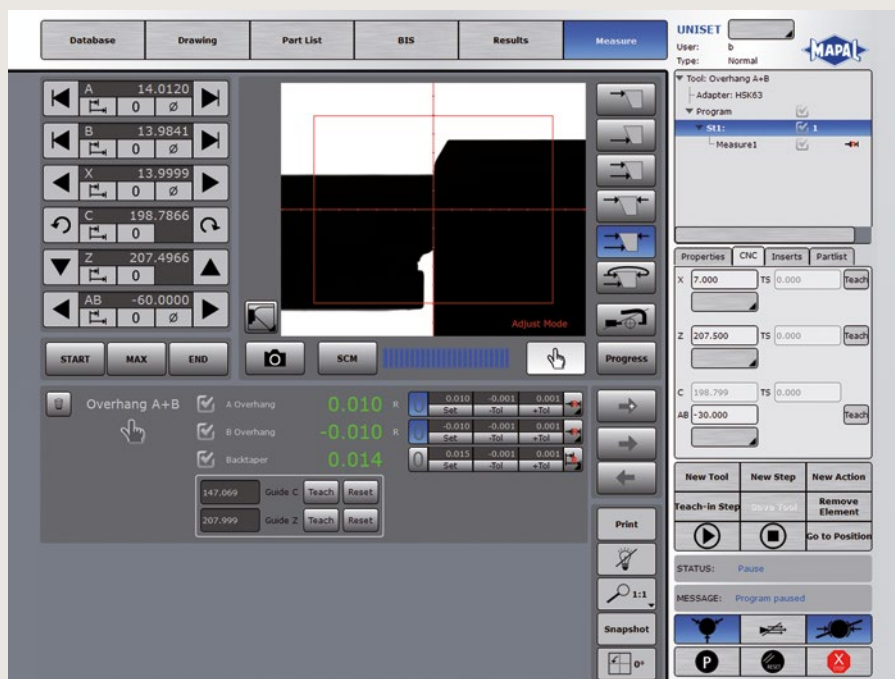 Database
Drawing
Part List
BIS
Results
Measure
UNISET
User: b
Type: Normal
MAPAL
A 14.0120
0 Ø
B 13.9841
0 Ø
X 13.9999
0 Ø
C 198.7866
0
Z 207.4966
0
AB -60.0000
0 Ø
START
MAX
END
Adjust Mode
SCM
Progress
Tool: Overhang A+B
Adapter: HSK63
Program
St1: 1
Measure1
Properties
CNC
Inserts
Partlist
X 7.000 TS 0.000 Teach
Z 207.500 TS 0.000 Teach
C 198.799 TS 0.000
AB -30.000 Teach
Overhang A+B
A Overhang 0.010 R 0 0.010 -0.001 0.001
Set -Tol +Tol
B Overhang -0.010 R 0 -0.010 -0.001 0.001
Set -Tol +Tol
Backtaper 0.014 0 0.015 -0.001 0.001
Set -Tol +Tol
147.069 Guide C Teach Reset
207.999 Guide Z Teach Reset
Print
1:1
Snapshot
0°
New Tool
New Step
New Action
Teach-in Step
Save Tool
Remove
Element
Go to Position
STATUS: Pause
MESSAGE: Program paused
P
RESET
X
STOP